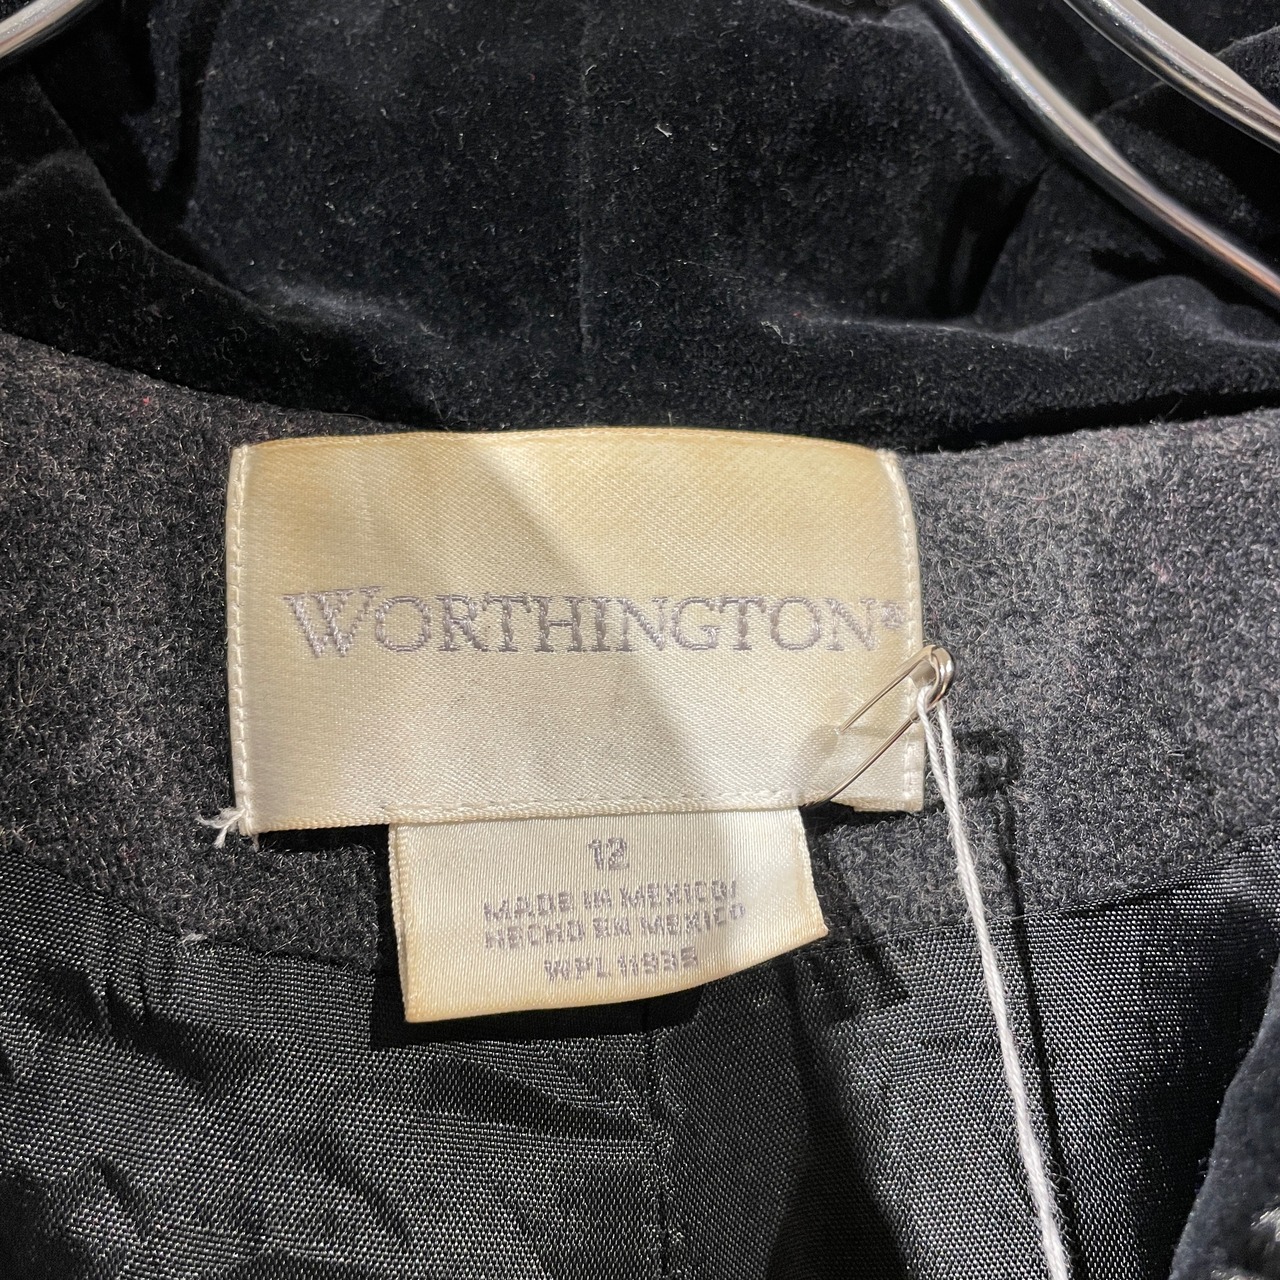 WORTHINGTON®
12
MADE IN MEXICO/
HECHO EN MEXICO
WPL 11935